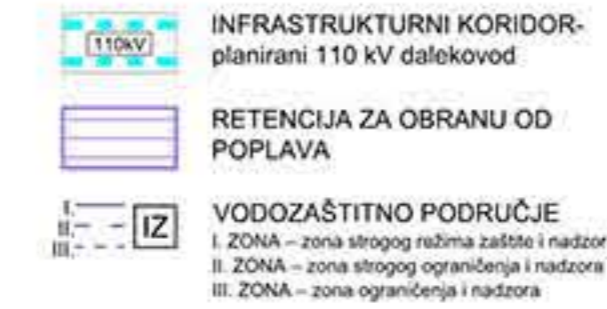 110kV
INFRASTRUKTURNI KORIDOR-
planirani 110 kV dalekovod
RETENCIJA ZA OBRANU OD
POPLAVA
I.
II.
III.
IZ
VODOZAŠTITNO PODRUČJE
I. ZONA – zona strogog režima zaštite i nadzor
II. ZONA – zona strogog ograničenja i nadzora
III. ZONA – zona ograničenja i nadzora